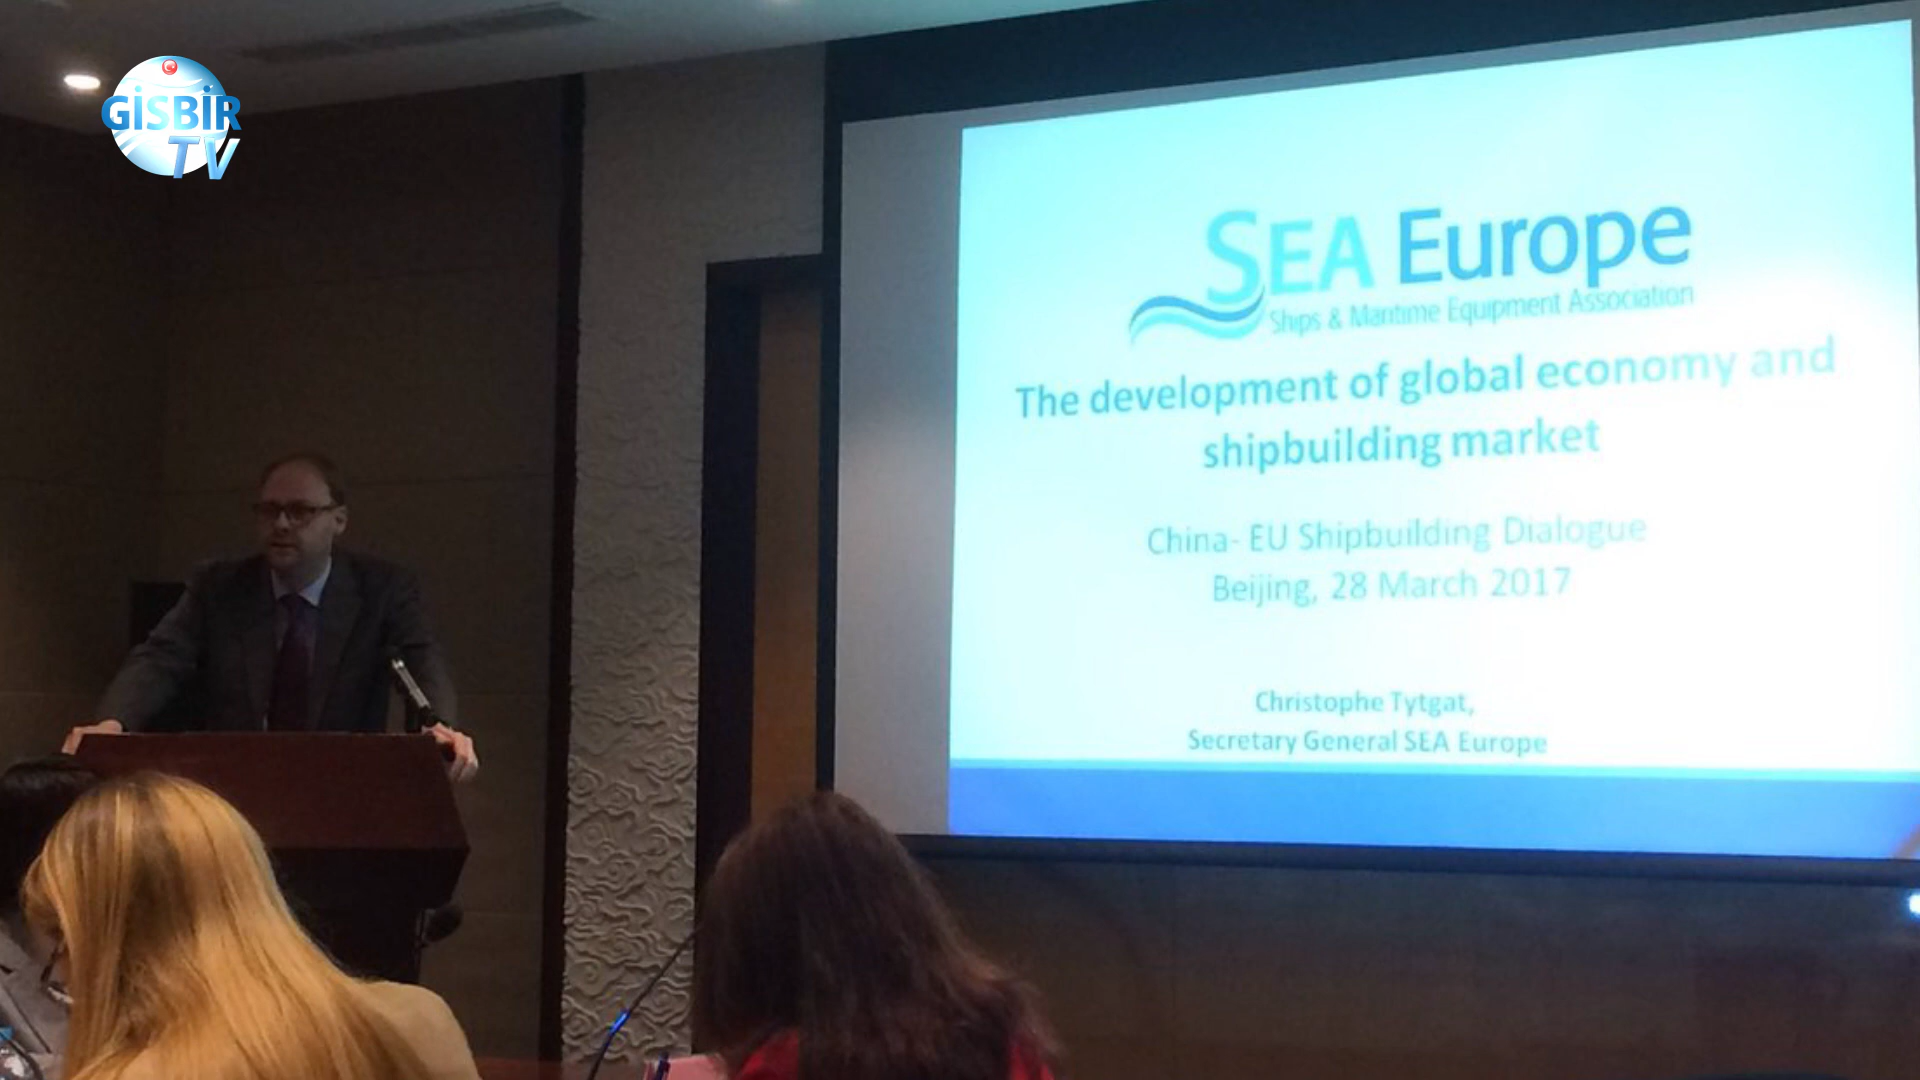 GİSBİR
TV
SEA Europe
Ships & Maritime Equipment Association
The development of global economy and
shipbuilding market
China- EU Shipbuilding Dialogue
Beijing, 28 March 2017
Christophe Tytgat,
Secretary General SEA Europe